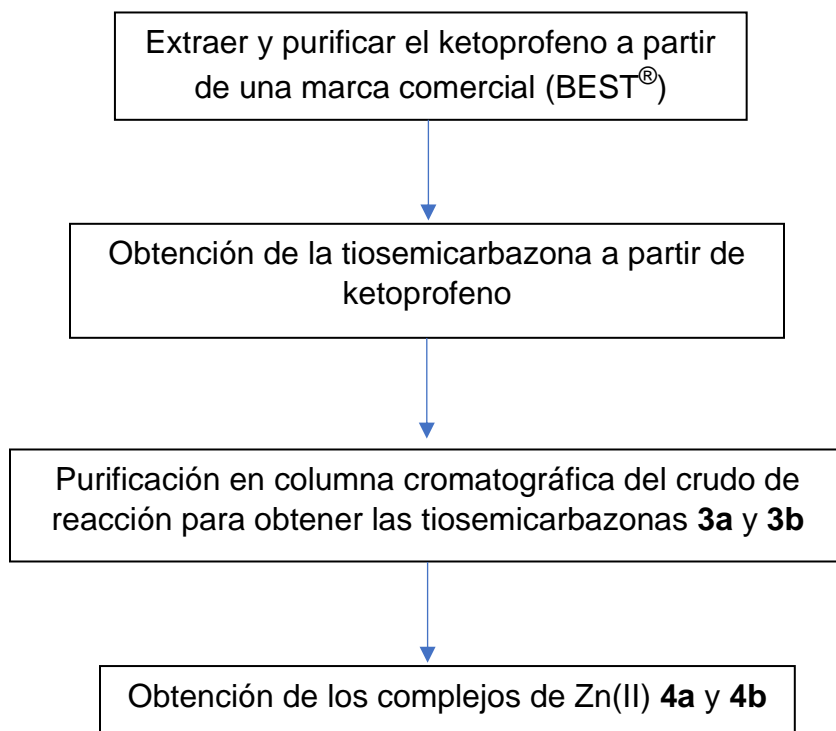 Extraer y purificar el ketoprofeno a partir
de una marca comercial (BEST®)
Obtención de la tiosemicarbazona a partir de
ketoprofeno
Purificación en columna cromatográfica del crudo de
reacción para obtener las tiosemicarbazonas 3a y 3b
Obtención de los complejos de Zn(II) 4a y 4b